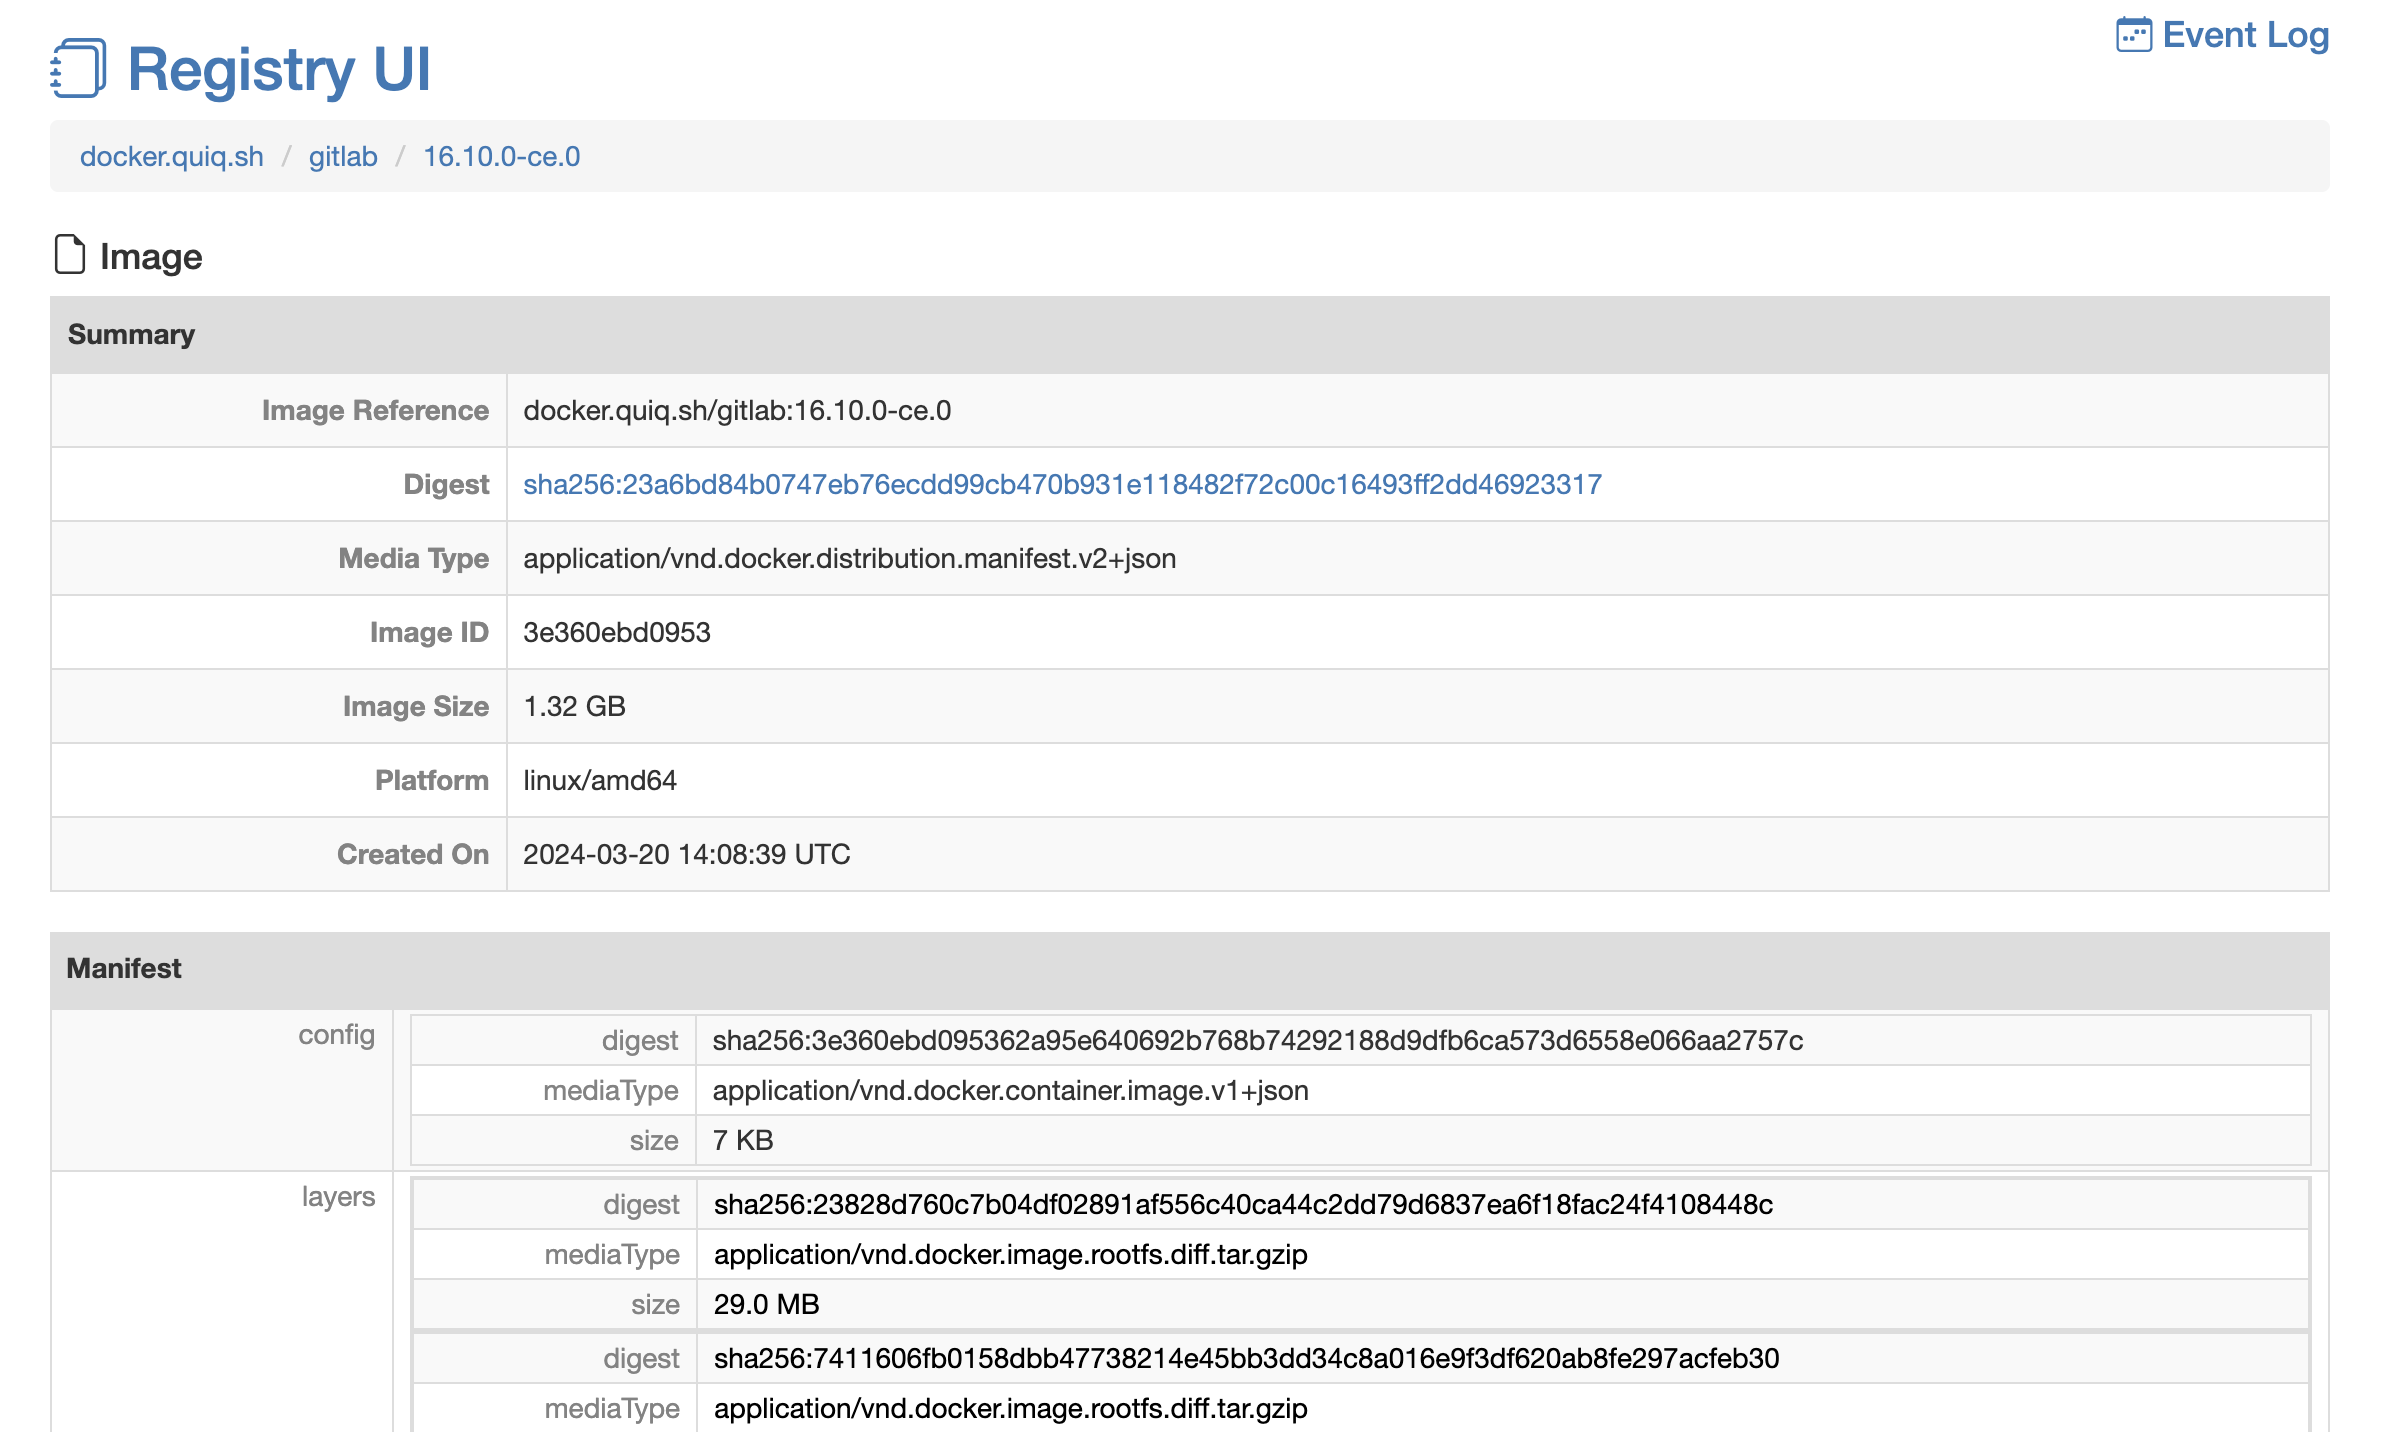 Registry UI
Event Log
docker.quiq.sh / gitlab / 16.10.0-ce.0
Image
Summary
Image Reference docker.quiq.sh/gitlab:16.10.0-ce.0
Digest sha256:23a6bd84b0747eb76ecdd99cb470b931e118482f72c00c16493ff2dd46923317
Media Type application/vnd.docker.distribution.manifest.v2+json
Image ID 3e360ebd0953
Image Size 1.32 GB
Platform linux/amd64
Created On 2024-03-20 14:08:39 UTC
Manifest
config digest sha256:3e360ebd095362a95e640692b768b74292188d9dfb6ca573d6558e066aa2757c
mediaType application/vnd.docker.container.image.v1+json
size 7 KB
layers digest sha256:23828d760c7b04df02891af556c40ca44c2dd79d6837ea6f18fac24f4108448c
mediaType application/vnd.docker.image.rootfs.diff.tar.gzip
size 29.0 MB
digest sha256:7411606fb0158dbb47738214e45bb3dd34c8a016e9f3df620ab8fe297acfeb30
mediaType application/vnd.docker.image.rootfs.diff.tar.gzip